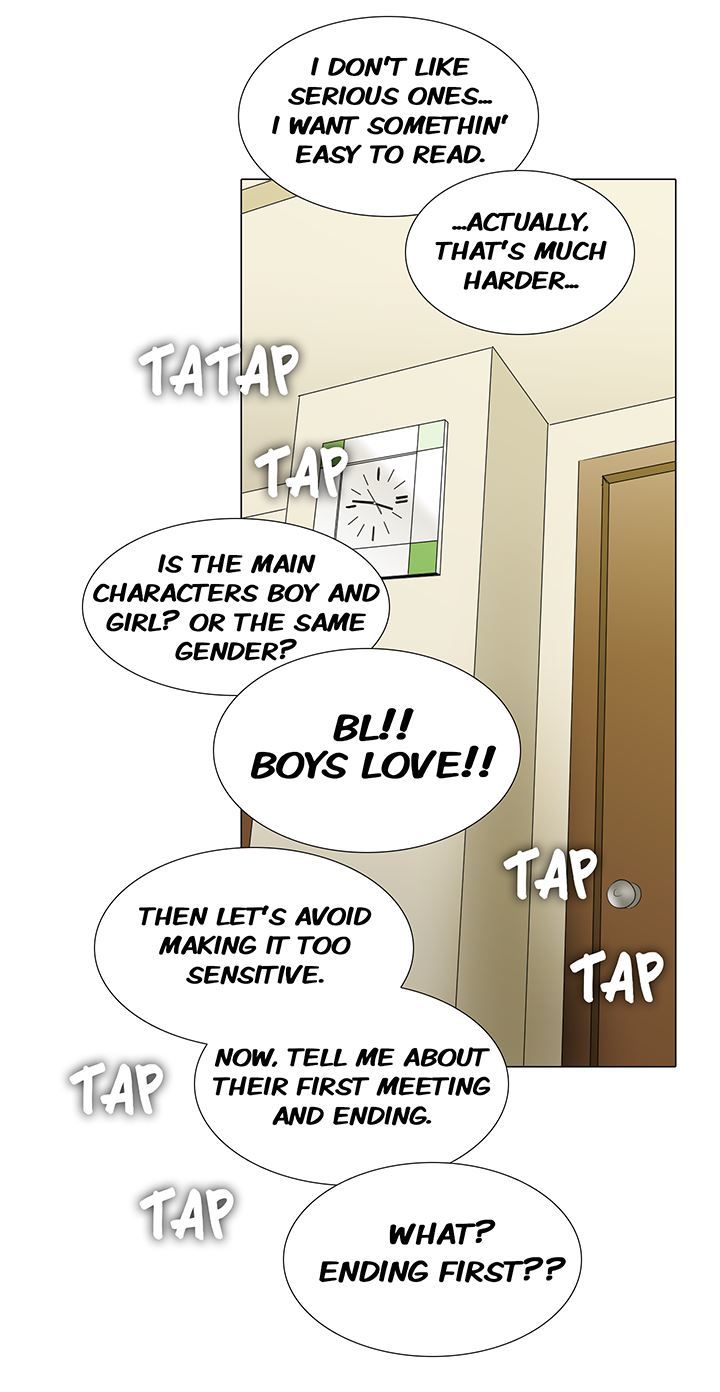 I DON'T LIKE
SERIOUS ONES...
I WANT SOMETHIN'
EASY TO READ.
...ACTUALLY,
THAT'S MUCH
HARDER...
TATAP
TAP
IS THE MAIN
CHARACTERS BOY AND
GIRL? OR THE SAME
GENDER?
BL!!
BOYS LOVE!!
TAP
THEN LET'S AVOID
MAKING IT TOO
SENSITIVE.
TAP
NOW, TELL ME ABOUT
THEIR FIRST MEETING
AND ENDING.
TAP
TAP
WHAT?
ENDING FIRST??